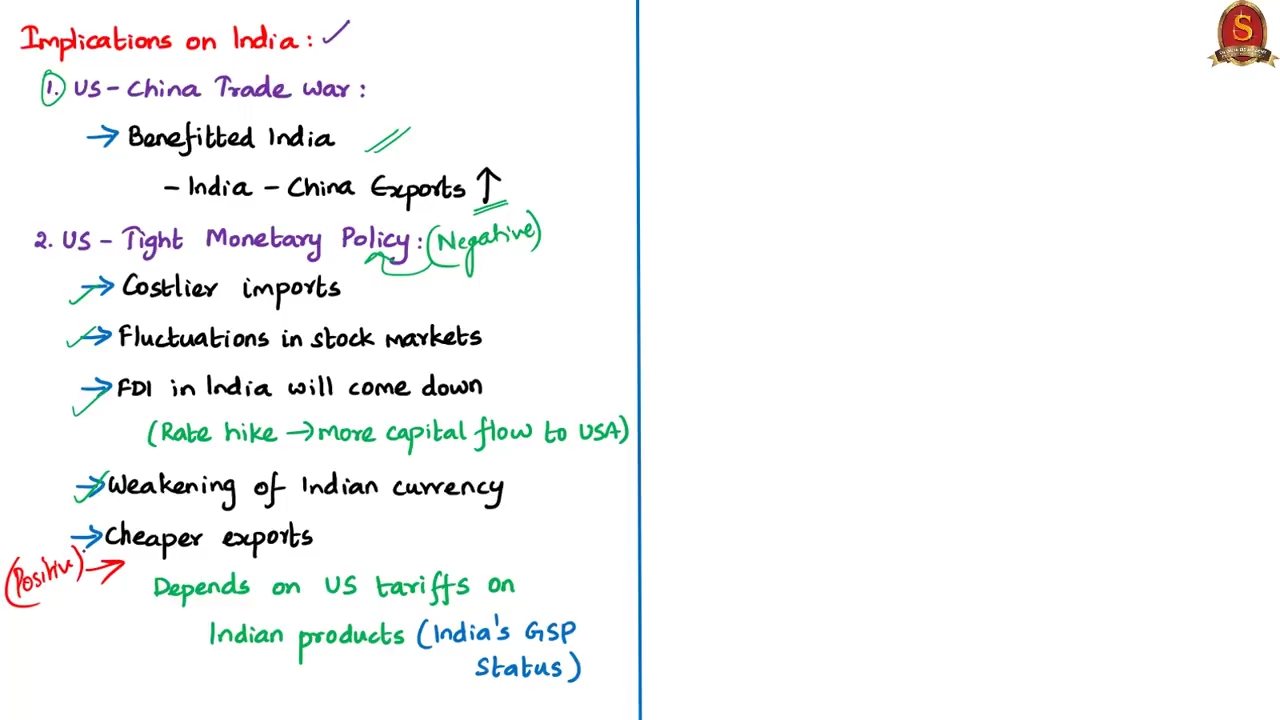 Implications on India:
1. US - China Trade War:
→ Benefitted India
- India - China Exports ↑
2. US - Tight Monetary Policy: (Negative)
→ Costlier imports
→ Fluctuations in stock markets
→ FDI in India will come down
(Rate hike → more capital flow to USA)
→ Weakening of Indian currency
→ Cheaper exports
(Positive) →
Depends on US tariffs on
Indian products (India's GSP
Status)
S